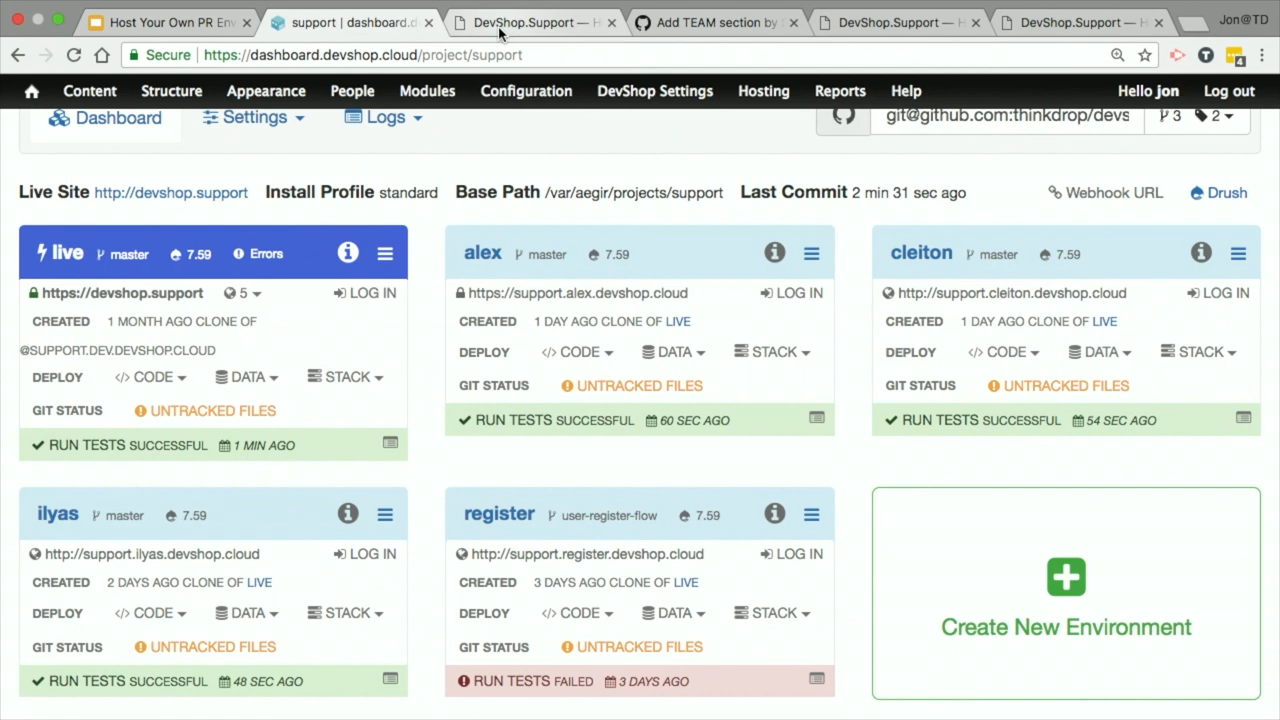 Host Your Own PR Env
support | dashboard.d
DevShop.Support — H
Add TEAM section by
DevShop.Support — H
DevShop.Support — H
Jon@TD
Secure https://dashboard.devshop.cloud/project/support
4
Content Structure Appearance People Modules Configuration DevShop Settings Hosting Reports Help Hello jon Log out
Dashboard Settings Logs git@github.com:thinkdrop/devs 3 2
Live Site http://devshop.support Install Profile standard Base Path /var/aegir/projects/support Last Commit 2 min 31 sec ago Webhook URL Drush
live master 7.59 Errors
https://devshop.support 5 LOG IN
CREATED 1 MONTH AGO CLONE OF
@SUPPORT.DEV.DEVSHOP.CLOUD
DEPLOY </> CODE DATA STACK
GIT STATUS UNTRACKED FILES
RUN TESTS SUCCESSFUL 1 MIN AGO
alex master 7.59
https://support.alex.devshop.cloud LOG IN
CREATED 1 DAY AGO CLONE OF LIVE
DEPLOY </> CODE DATA STACK
GIT STATUS UNTRACKED FILES
RUN TESTS SUCCESSFUL 60 SEC AGO
cleiton master 7.59
http://support.cleiton.devshop.cloud LOG IN
CREATED 1 DAY AGO CLONE OF LIVE
DEPLOY </> CODE DATA STACK
GIT STATUS UNTRACKED FILES
RUN TESTS SUCCESSFUL 54 SEC AGO
ilyas master 7.59
http://support.ilyas.devshop.cloud LOG IN
CREATED 2 DAYS AGO CLONE OF LIVE
DEPLOY </> CODE DATA STACK
GIT STATUS UNTRACKED FILES
RUN TESTS SUCCESSFUL 48 SEC AGO
register user-register-flow 7.59
http://support.register.devshop.cloud LOG IN
CREATED 3 DAYS AGO CLONE OF LIVE
DEPLOY </> CODE DATA STACK
GIT STATUS UNTRACKED FILES
RUN TESTS FAILED 3 DAYS AGO
Create New Environment